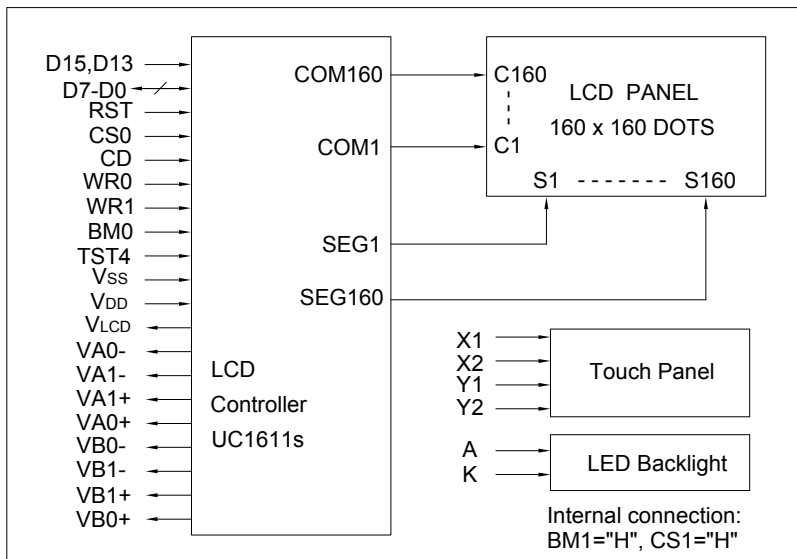 D15,D13
D7-D0
RST
CS0
CD
WR0
WR1
BM0
TST4
VSS
VDD
VLCD
VA0-
VA1-
VA1+
VA0+
VB0-
VB1-
VB1+
VB0+
COM160
COM1
SEG1
SEG160
LCD
Controller
UC1611s
C160
C1
LCD PANEL
160 x 160 DOTS
S1 ------- S160
X1
X2
Y1
Y2
Touch Panel
A
K
LED Backlight
Internal connection:
BM1="H", CS1="H"